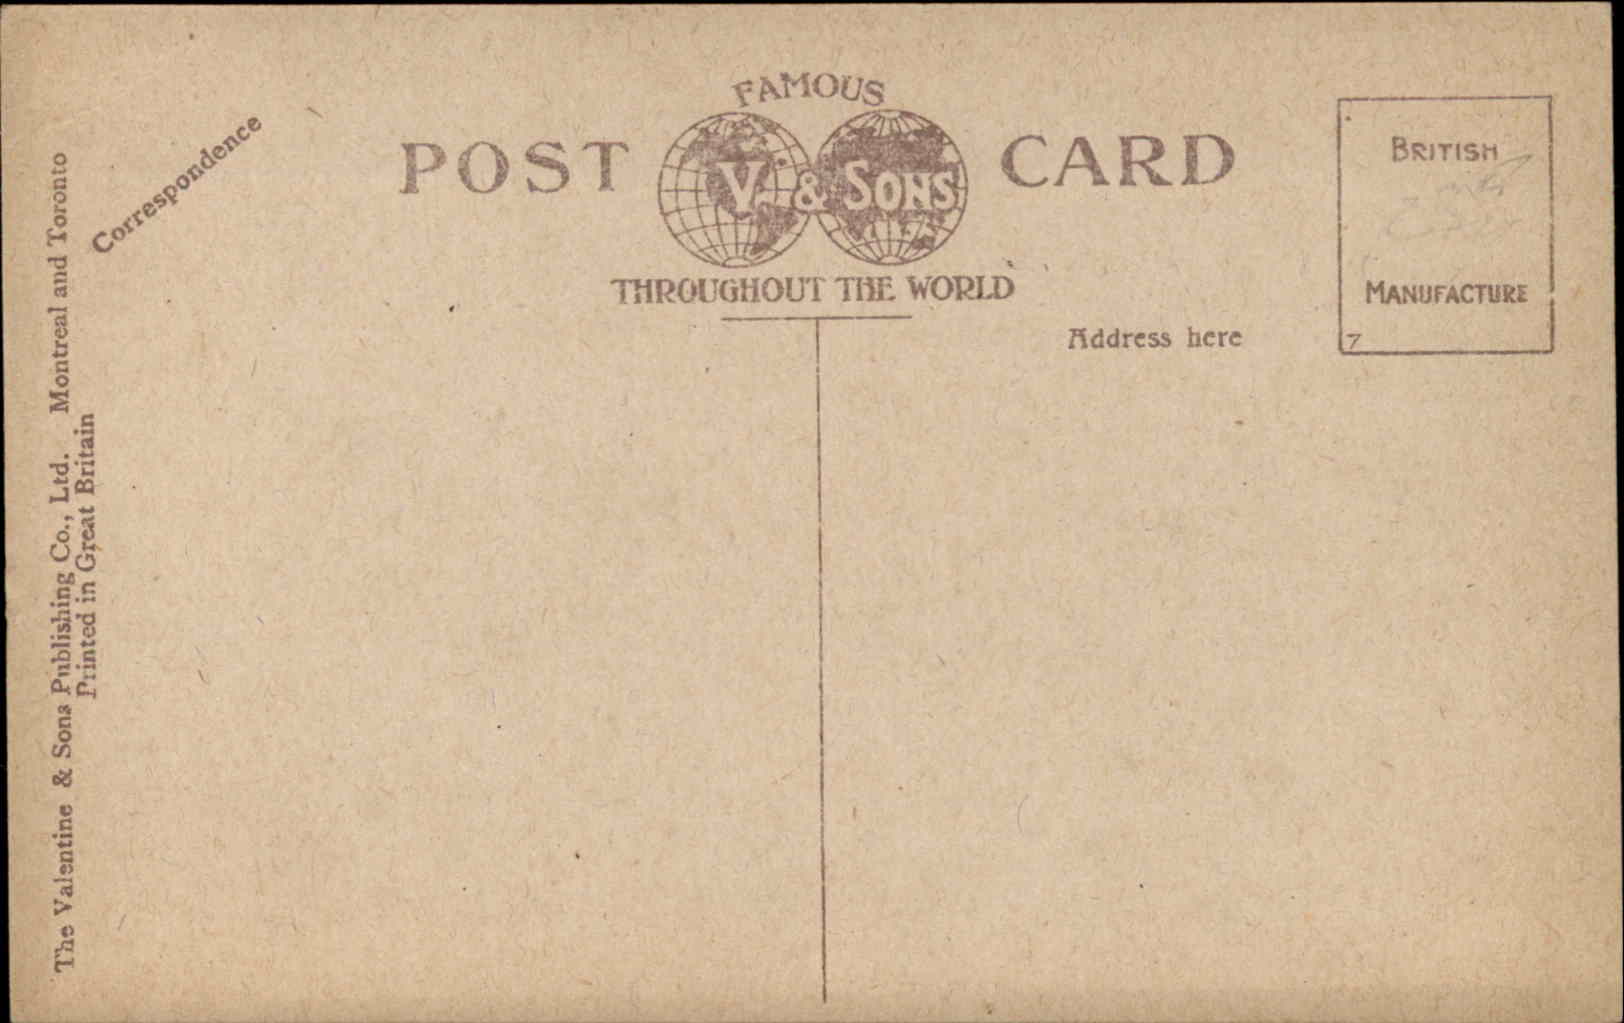 FAMOUS
POST V. & SONS CARD
THROUGHOUT THE WORLD
Correspondence
Address here
BRITISH
MANUFACTURE
7
The Valentine & Sons Publishing Co., Ltd. Montreal and Toronto
Printed in Great Britain